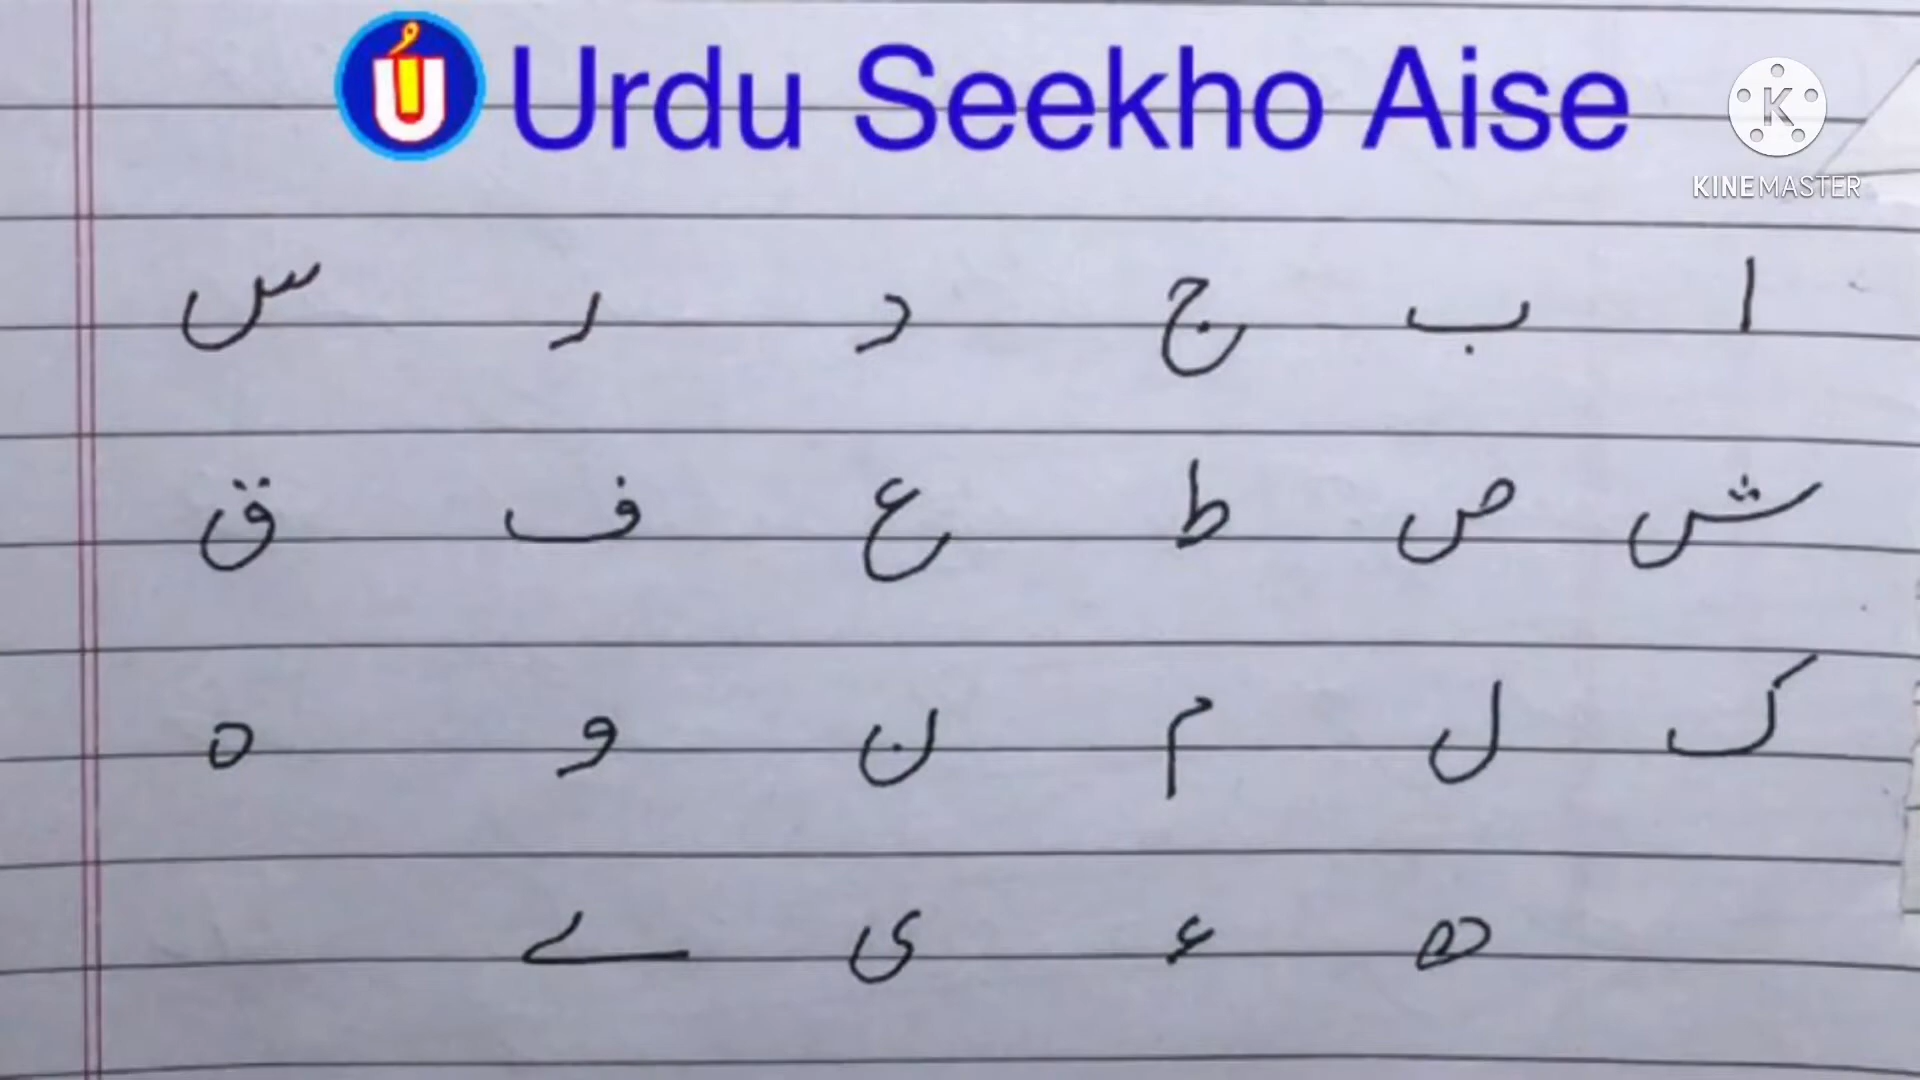 Urdu Seekho Aise
KINEMASTER
ا ب ج د ر س
ش ص ط ع ف ق
ک ل م ن و ہ
ھ ء ی ے